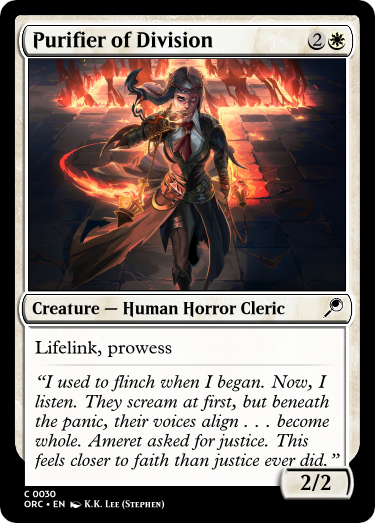 Purifier of Division 2
Creature — Human Horror Cleric
Lifelink, prowess
“I used to flinch when I began. Now, I
listen. They scream at first, but beneath
the panic, their voices align . . . become
whole. Ameret asked for justice. This
feels closer to faith than justice ever did.”
2/2
C 0030
ORC • EN K.K. Lee (Stephen)